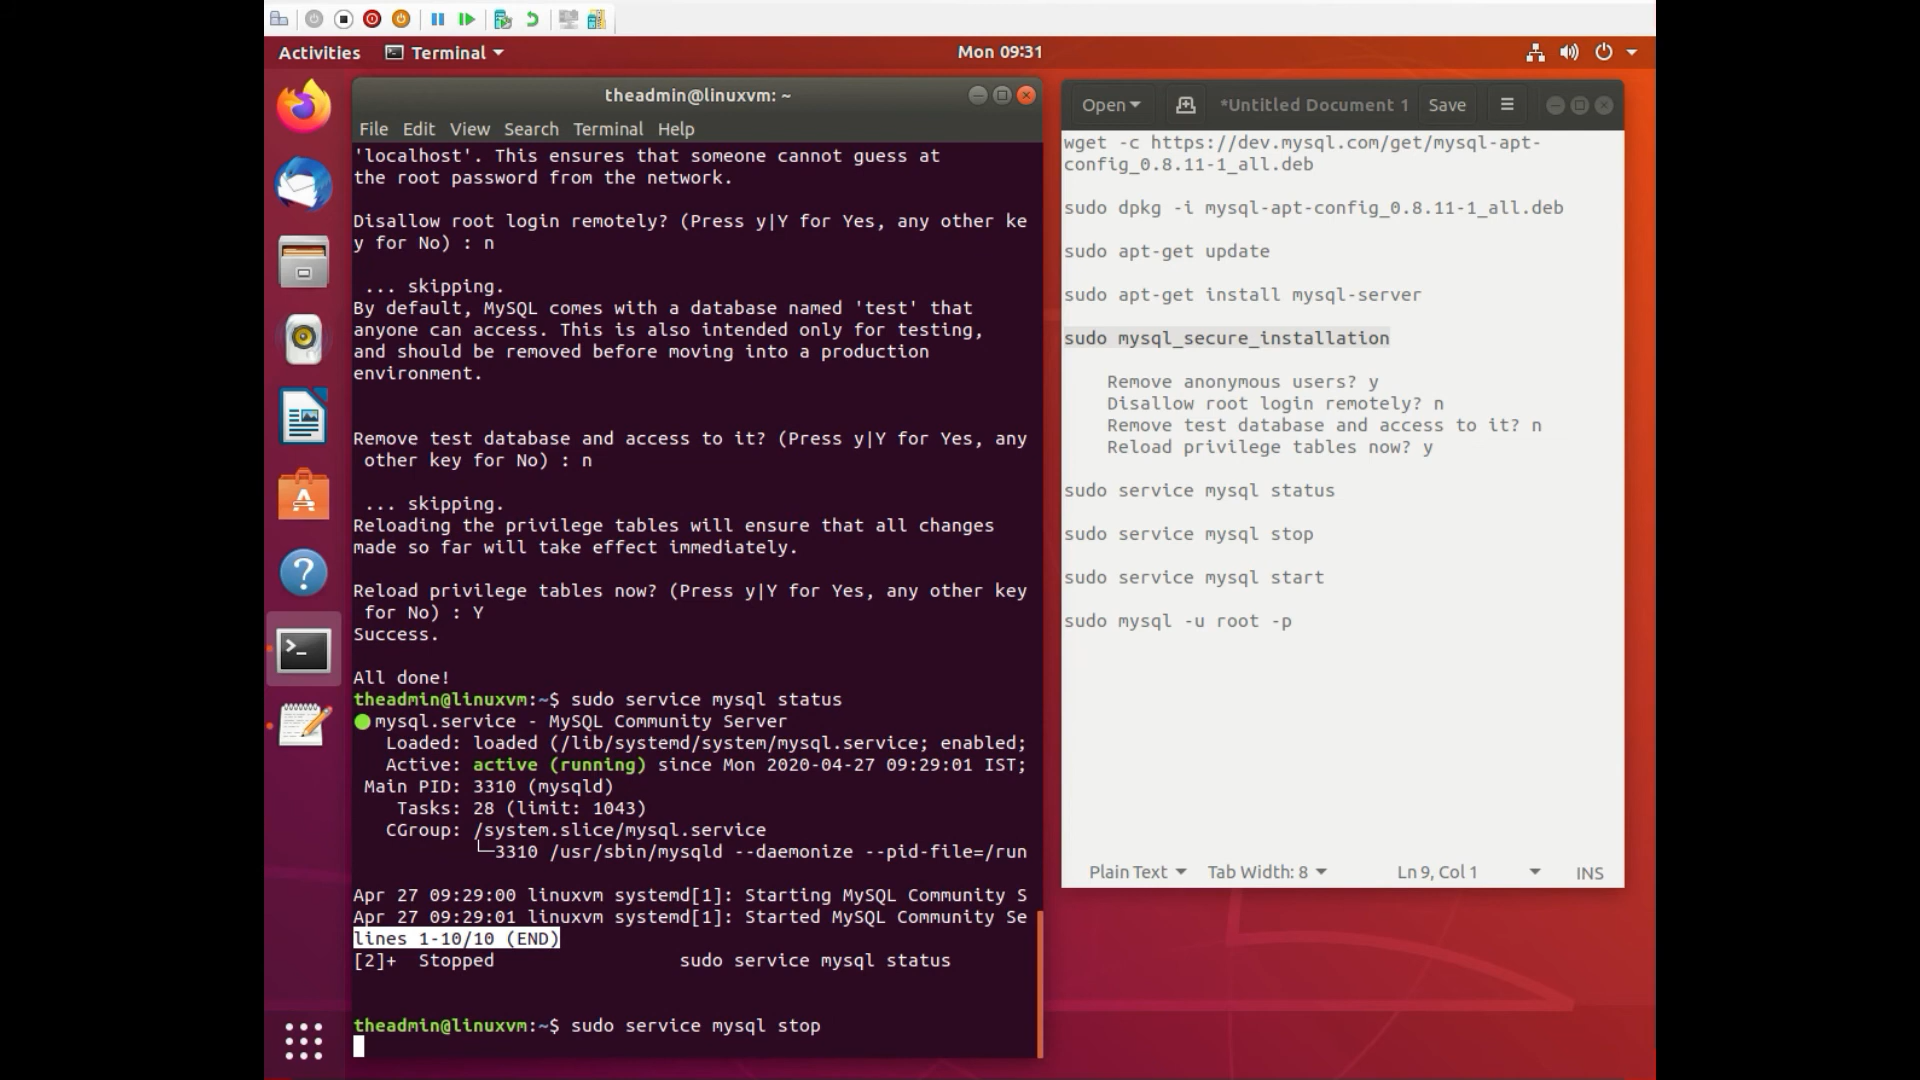 Activities
Terminal
Mon 09:31
theadmin@linuxvm: ~
File Edit View Search Terminal Help
'localhost'. This ensures that someone cannot guess at
the root password from the network.
Disallow root login remotely? (Press y|Y for Yes, any other ke
y for No) : n
... skipping.
By default, MySQL comes with a database named 'test' that
anyone can access. This is also intended only for testing,
and should be removed before moving into a production
environment.
Remove test database and access to it? (Press y|Y for Yes, any
other key for No) : n
... skipping.
Reloading the privilege tables will ensure that all changes
made so far will take effect immediately.
Reload privilege tables now? (Press y|Y for Yes, any other key
for No) : Y
Success.
All done!
theadmin@linuxvm:~$ sudo service mysql status
mysql.service - MySQL Community Server
Loaded: loaded (/lib/systemd/system/mysql.service; enabled;
Active: active (running) since Mon 2020-04-27 09:29:01 IST;
Main PID: 3310 (mysqld)
Tasks: 28 (limit: 1043)
CGroup: /system.slice/mysql.service
└─3310 /usr/sbin/mysqld --daemonize --pid-file=/run
Apr 27 09:29:00 linuxvm systemd[1]: Starting MySQL Community S
Apr 27 09:29:01 linuxvm systemd[1]: Started MySQL Community Se
lines 1-10/10 (END)
[2]+ Stopped sudo service mysql status
theadmin@linuxvm:~$ sudo service mysql stop
Open
*Untitled Document 1
Save
wget -c https://dev.mysql.com/get/mysql-apt-
config_0.8.11-1_all.deb
sudo dpkg -i mysql-apt-config_0.8.11-1_all.deb
sudo apt-get update
sudo apt-get install mysql-server
sudo mysql_secure_installation
Remove anonymous users? y
Disallow root login remotely? n
Remove test database and access to it? n
Reload privilege tables now? y
sudo service mysql status
sudo service mysql stop
sudo service mysql start
sudo mysql -u root -p
Plain Text Tab Width: 8 Ln 9, Col 1 INS